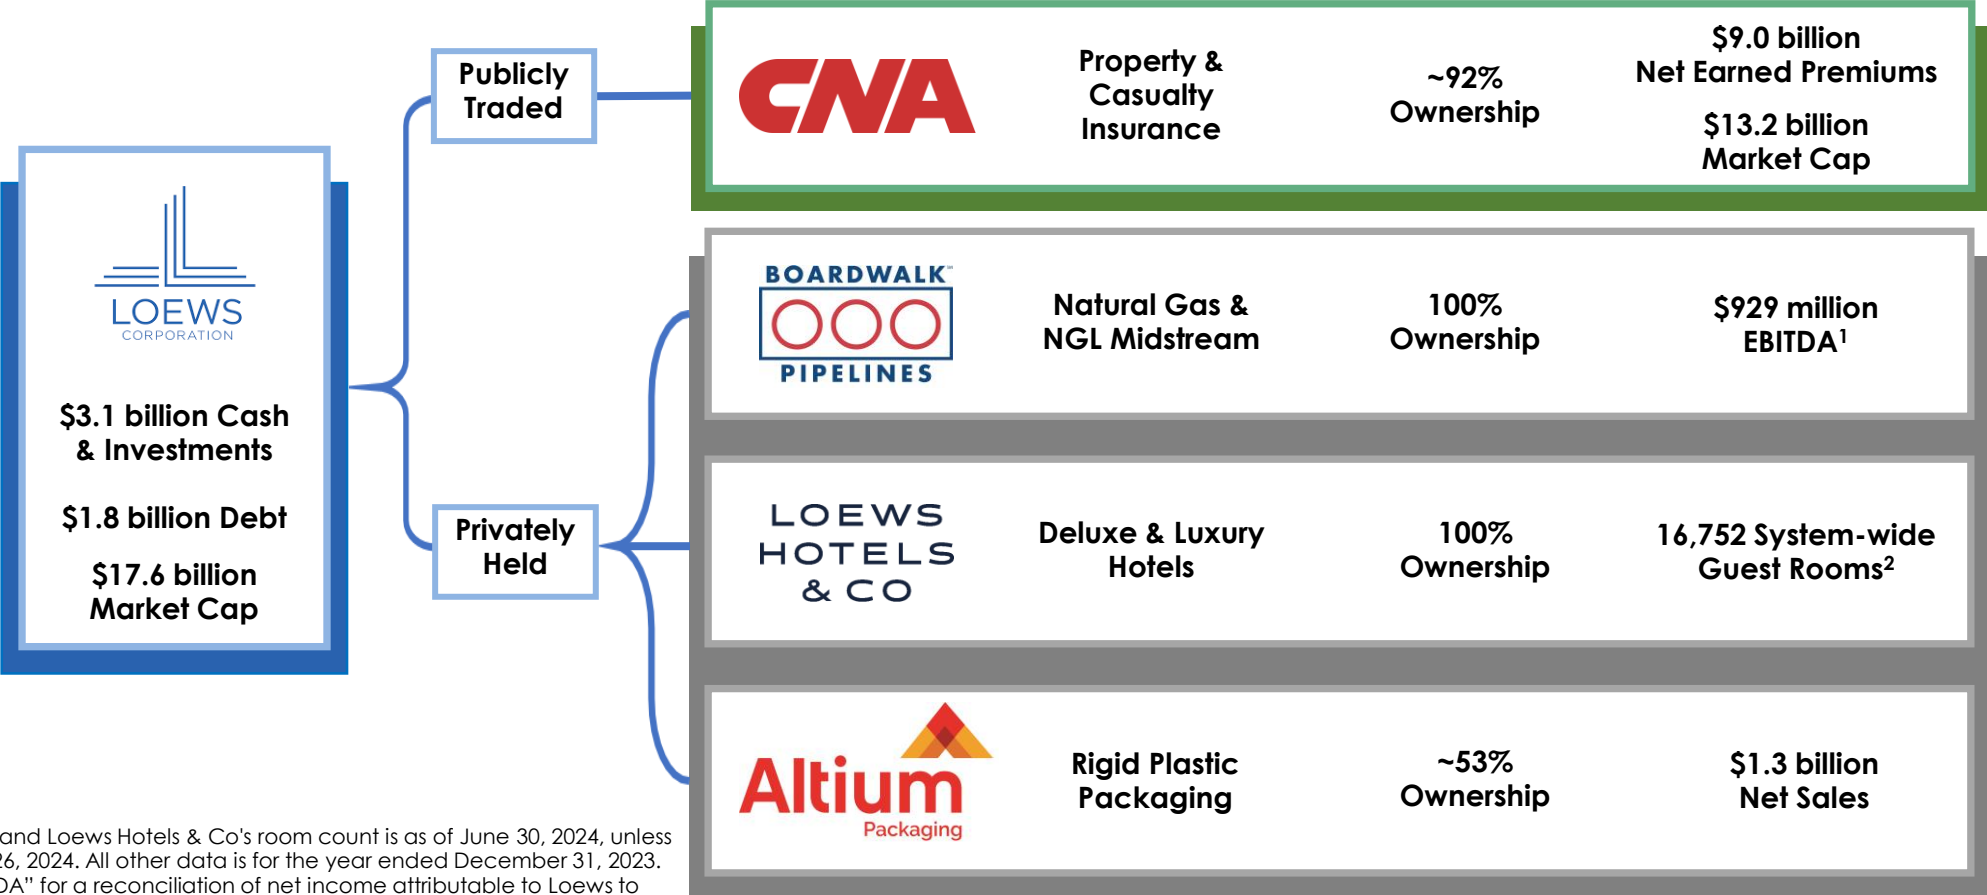 LOEWS
CORPORATION
$3.1 billion Cash
& Investments
$1.8 billion Debt
$17.6 billion
Market Cap
Publicly
Traded
Privately
Held
CNA
Property &
Casualty
Insurance
~92%
Ownership
$9.0 billion
Net Earned Premiums
$13.2 billion
Market Cap
BOARDWALK
PIPELINES
Natural Gas &
NGL Midstream
100%
Ownership
$929 million
EBITDA¹
LOEWS
HOTELS
& CO
Deluxe & Luxury
Hotels
100%
Ownership
16,752 System-wide
Guest Rooms²
Altium
Packaging
Rigid Plastic
Packaging
~53%
Ownership
$1.3 billion
Net Sales
and Loews Hotels & Co's room count is as of June 30, 2024, unless
26, 2024. All other data is for the year ended December 31, 2023.
DA” for a reconciliation of net income attributable to Loews to